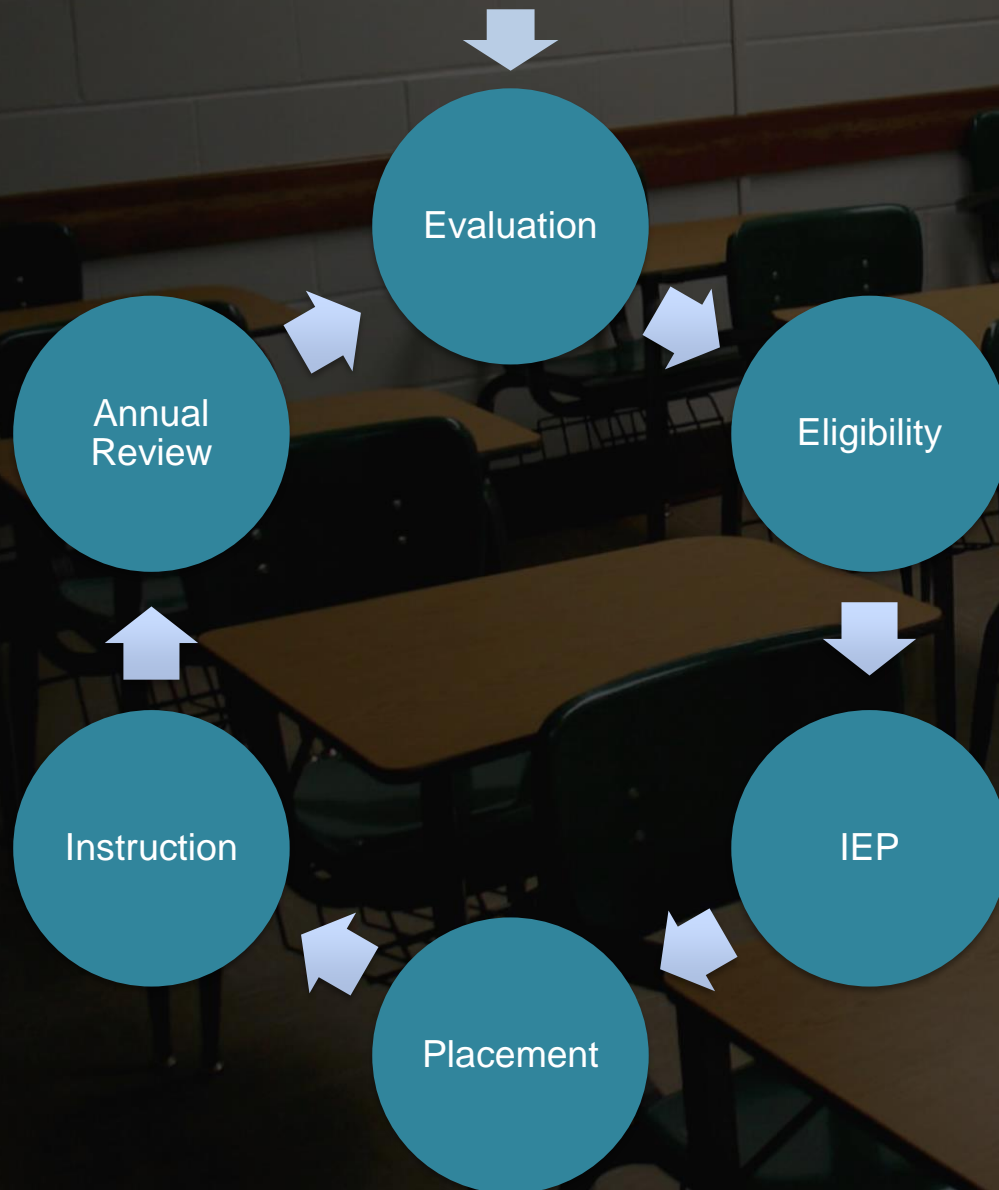 Evaluation
Eligibility
IEP
Placement
Instruction
Annual
Review